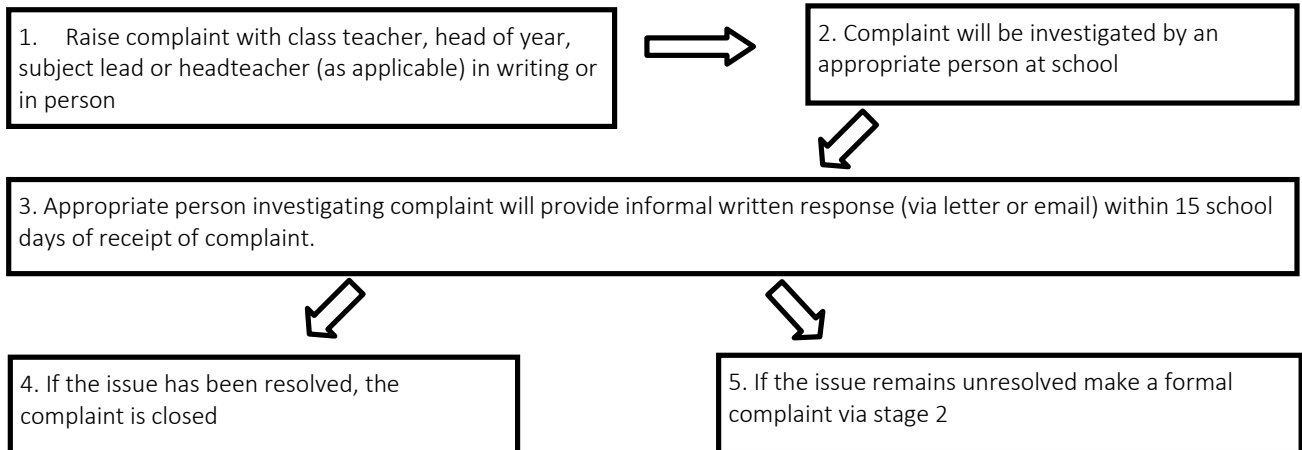 1. Raise complaint with class teacher, head of year,
subject lead or headteacher (as applicable) in writing or
in person
2. Complaint will be investigated by an
appropriate person at school
3. Appropriate person investigating complaint will provide informal written response (via letter or email) within 15 school
days of receipt of complaint.
4. If the issue has been resolved, the
complaint is closed
5. If the issue remains unresolved make a formal
complaint via stage 2